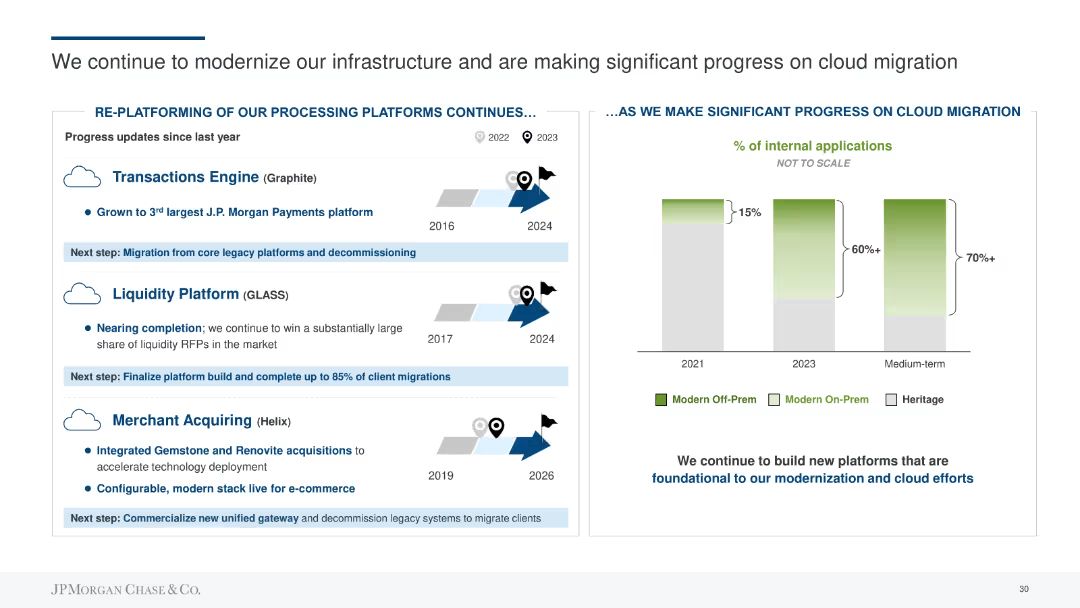 We continue to modernize our infrastructure and are making significant progress on cloud migration
RE-PLATFORMING OF OUR PROCESSING PLATFORMS CONTINUES…
Progress updates since last year
2022
2023
Transactions Engine (Graphite)
● Grown to 3rd largest J.P. Morgan Payments platform
2016
2024
Next step: Migration from core legacy platforms and decommissioning
Liquidity Platform (GLASS)
● Nearing completion; we continue to win a substantially large
share of liquidity RFPs in the market
2017
2024
Next step: Finalize platform build and complete up to 85% of client migrations
Merchant Acquiring (Helix)
● Integrated Gemstone and Renovite acquisitions to
accelerate technology deployment
● Configurable, modern stack live for e-commerce
2019
2026
Next step: Commercialize new unified gateway and decommission legacy systems to migrate clients
…AS WE MAKE SIGNIFICANT PROGRESS ON CLOUD MIGRATION
% of internal applications
NOT TO SCALE
15%
60%+
70%+
2021
2023
Medium-term
Modern Off-Prem
Modern On-Prem
Heritage
We continue to build new platforms that are
foundational to our modernization and cloud efforts
JPMORGAN CHASE & CO.
30